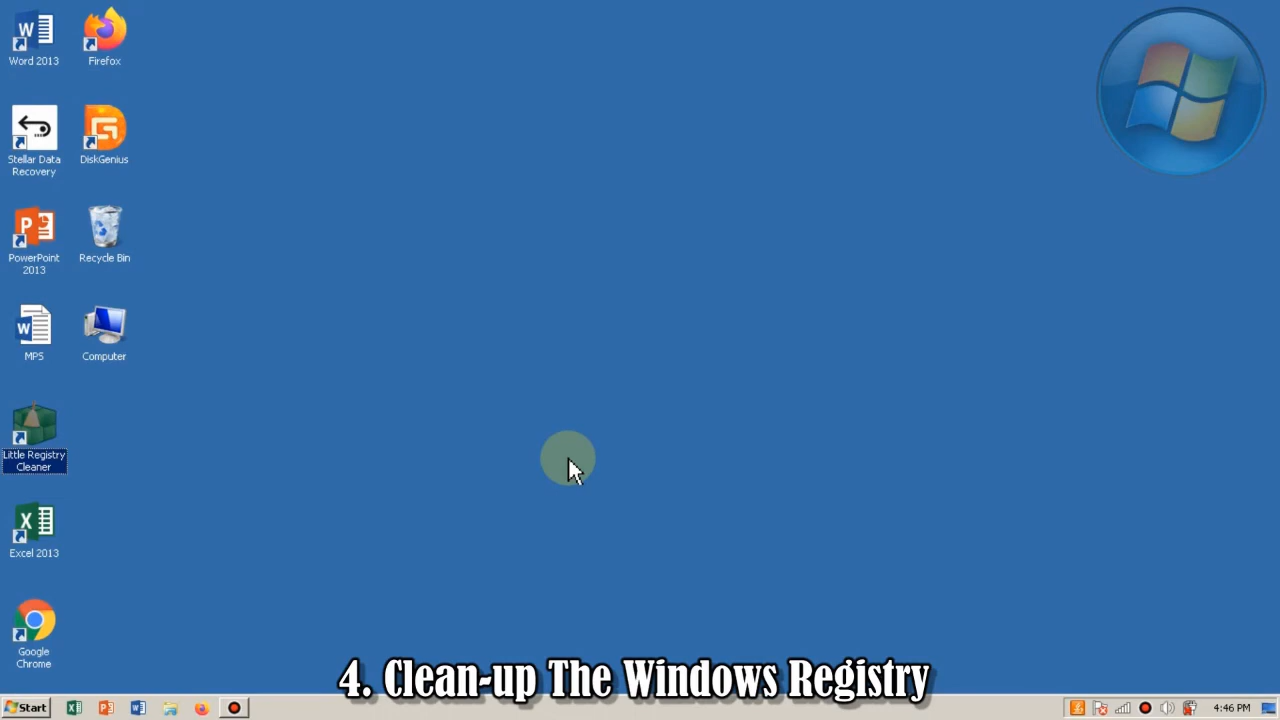 Word 2013
Firefox
Stellar Data
Recovery
DiskGenius
PowerPoint
2013
Recycle Bin
MPS
Computer
Little Registry
Cleaner
Excel 2013
Google
Chrome
4. Clean-up The Windows Registry
Start
4:46 PM